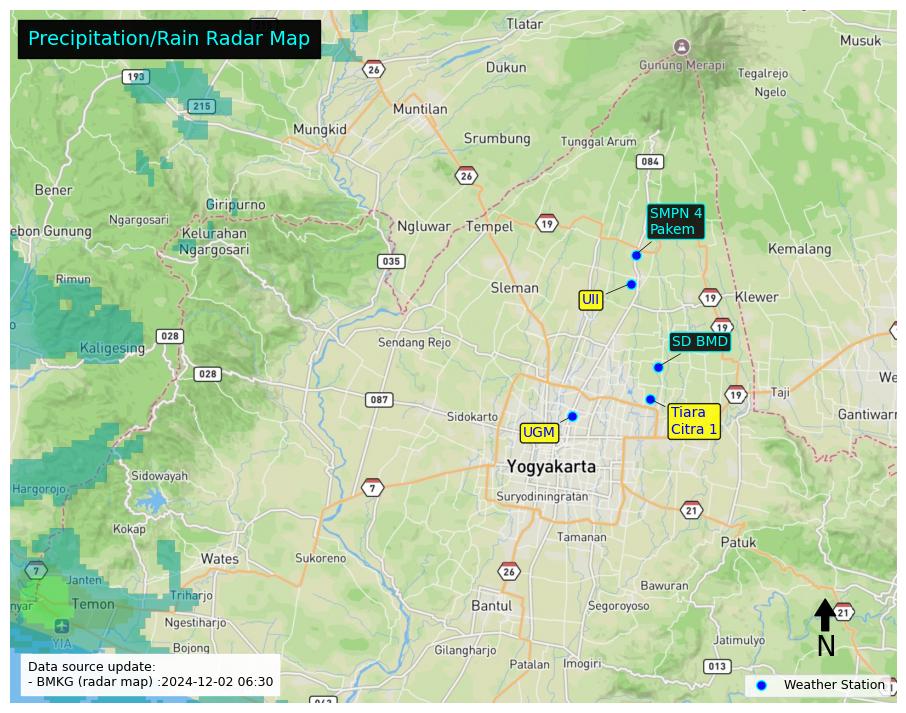 Precipitation/Rain Radar Map
Tlatar
Musuk
26
Dukun
Gunung Merapi
Tegalrejo
Ngelo
193
215
Muntilan
Mungkid
Srumbung
Tunggal Arum
084
26
Bener
Giripurno
Ngargosari
SMPN 4
Pakem
ebon Gunung
Kelurahan
Ngargosari
Ngluwar
Tempel
19
Kemalang
035
Rimun
Sleman
UII
19
Klewer
19
028
Kaligesing
Sendang Rejo
SD BMD
028
087
19
Taji
We
Sidokarto
Tiara
Citra 1
Gantiwarn
UGM
Yogyakarta
Sidowayah
Hargorojo
7
Suryodiningratan
21
Kokap
Tamanan
Patuk
Wates
Sukoreno
7
26
Janten
Bawuran
nyar
Temon
Triharjo
Bantul
Segoroyoso
21
Ngestiharjo
YIA
Bojong
Gilangharjo
Jatimulyo
N
Patalan
Imogiri
013
Data source update:
- BMKG (radar map) :2024-12-02 06:30
Weather Station